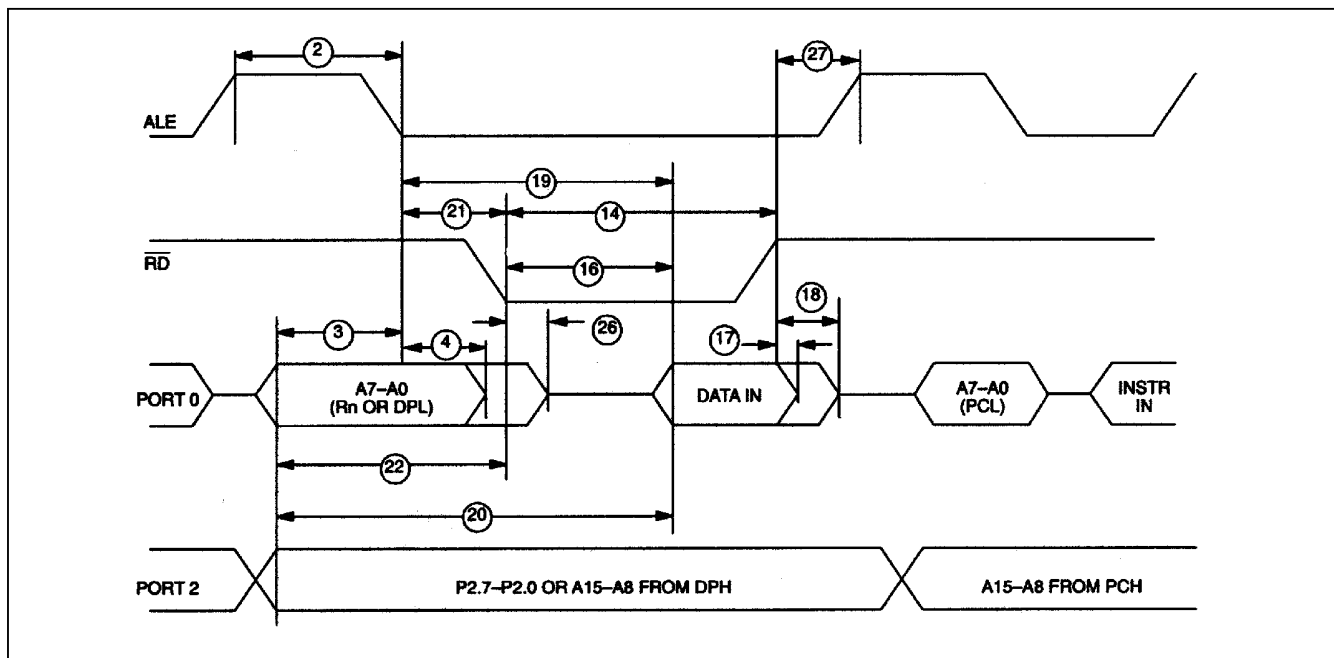 2
27
ALE
19
21
14
RD
16
18
3
4
26
17
PORT 0
A7–A0
(Rn OR DPL)
DATA IN
A7–A0
(PCL)
INSTR
IN
22
20
PORT 2
P2.7–P2.0 OR A15–A8 FROM DPH
A15–A8 FROM PCH